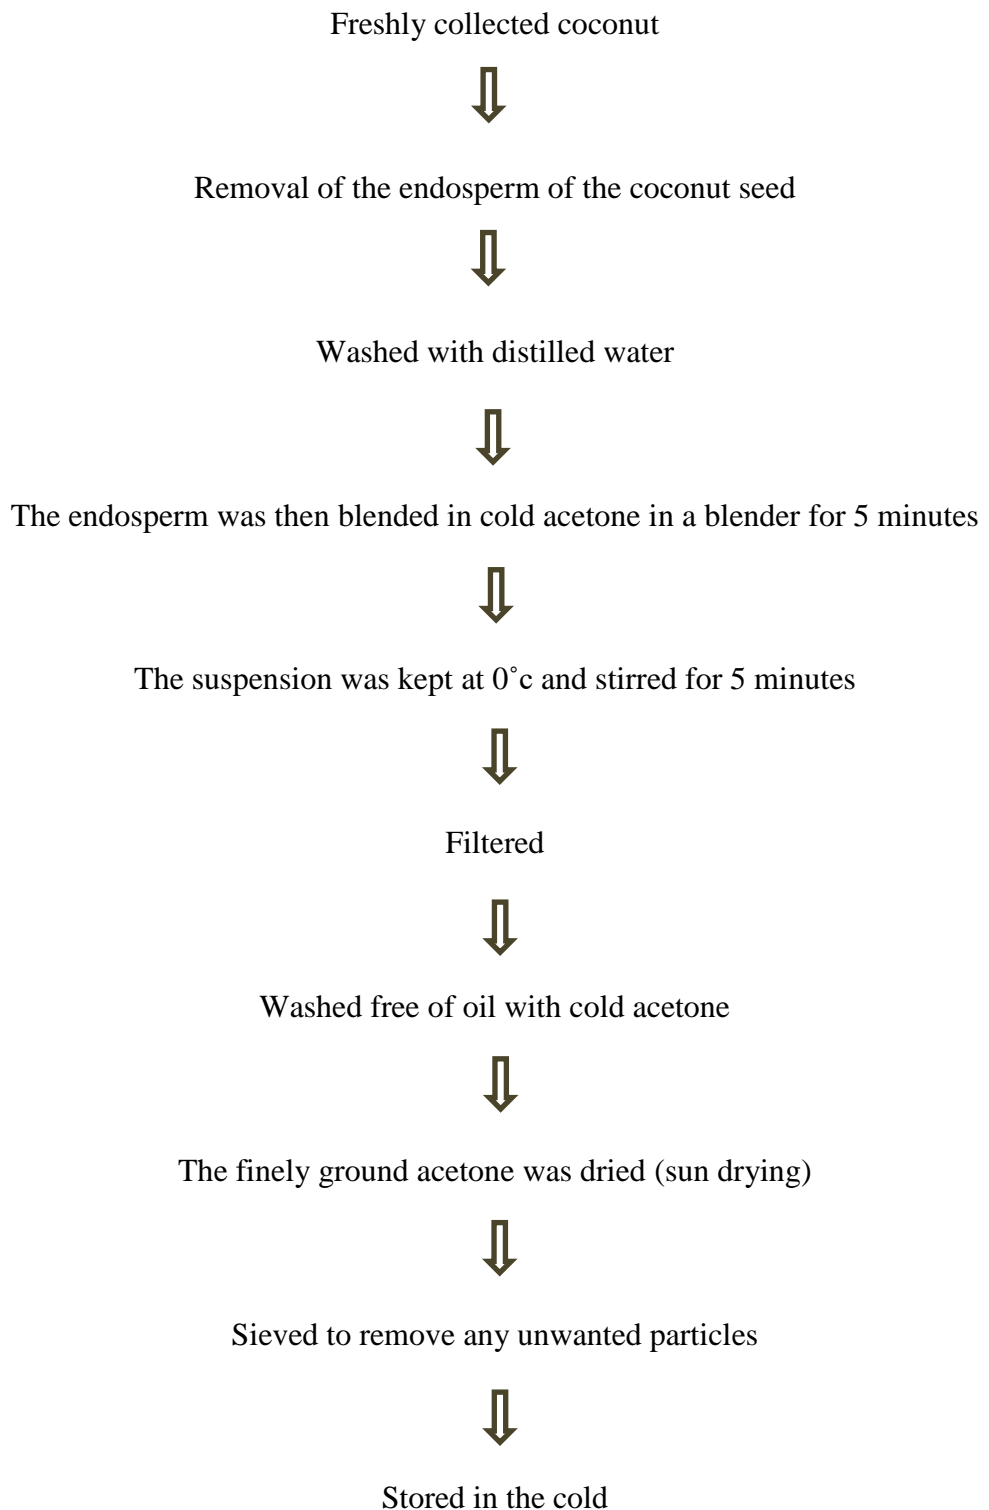 Freshly collected coconut
Removal of the endosperm of the coconut seed
Washed with distilled water
The endosperm was then blended in cold acetone in a blender for 5 minutes
The suspension was kept at 0˚c and stirred for 5 minutes
Filtered
Washed free of oil with cold acetone
The finely ground acetone was dried (sun drying)
Sieved to remove any unwanted particles
Stored in the cold